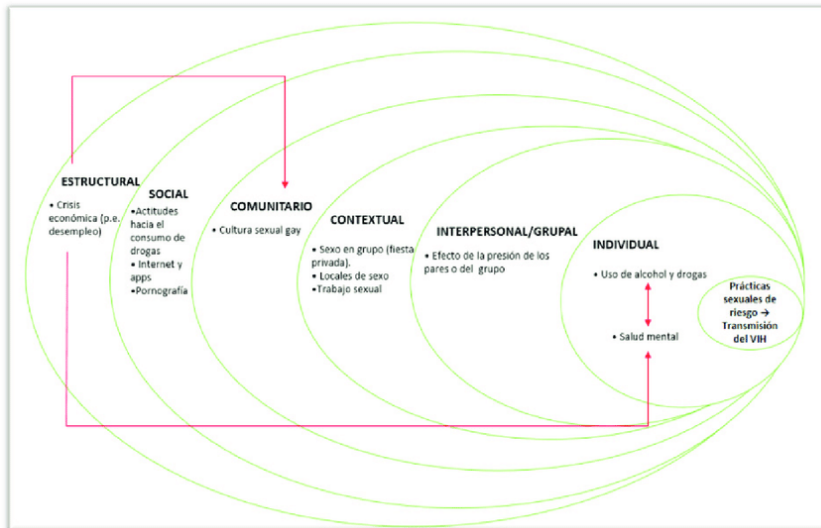 ESTRUCTURAL
• Crisis
económica (p.e.
desempleo)
SOCIAL
•Actitudes
hacia el
consumo de
drogas
• Internet y
apps
•Pornografía
COMUNITARIO
• Cultura sexual gay
CONTEXTUAL
• Sexo en grupo (fiesta
privada).
• Locales de sexo
• Trabajo sexual
INTERPERSONAL/GRUPAL
• Efecto de la presión de los
pares o del grupo
INDIVIDUAL
• Uso de alcohol y drogas
• Salud mental
Prácticas
sexuales de
riesgo →
Transmisión
del VIH